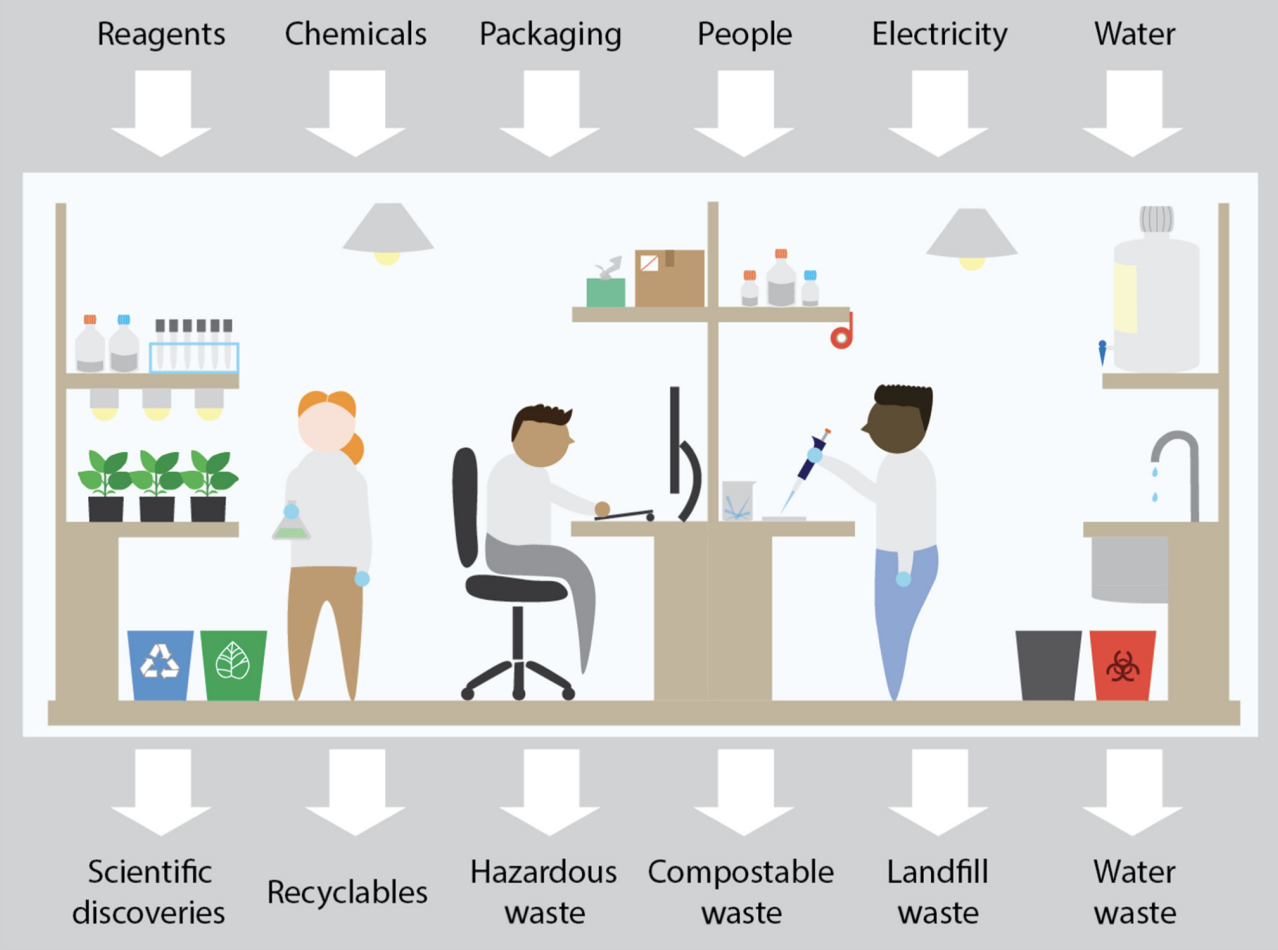 Reagents
Chemicals
Packaging
People
Electricity
Water
Scientific
discoveries
Recyclables
Hazardous
waste
Compostable
waste
Landfill
waste
Water
waste